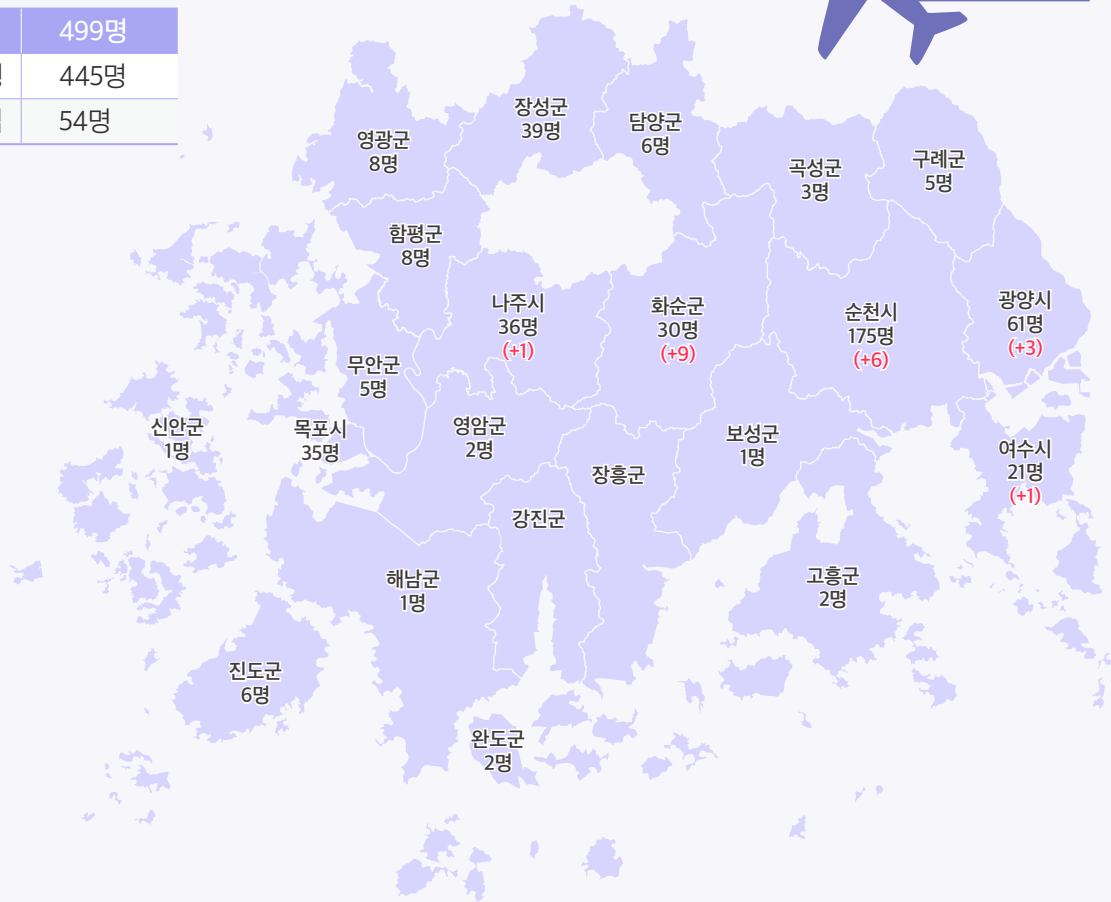 499명
445명
54명
장성군
39명
담양군
6명
영광군
8명
곡성군
3명
구례군
5명
함평군
8명
나주시
36명
(+1)
화순군
30명
(+9)
순천시
175명
(+6)
광양시
61명
(+3)
무안군
5명
신안군
1명
목포시
35명
영암군
2명
보성군
1명
여수시
21명
(+1)
장흥군
강진군
해남군
1명
고흥군
2명
진도군
6명
완도군
2명